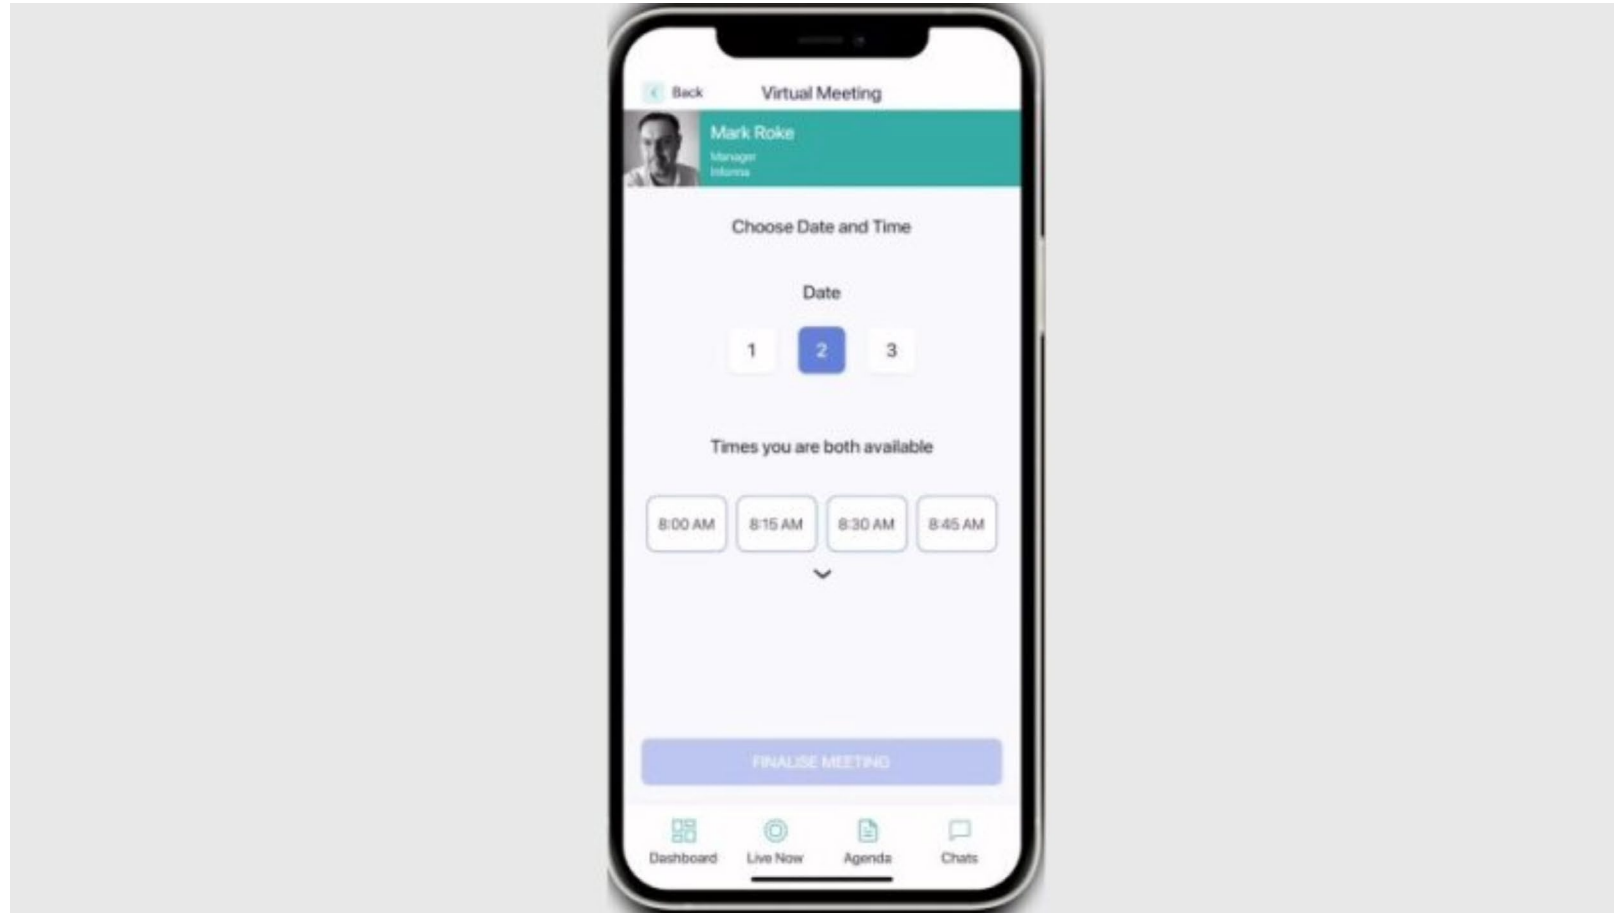 Back Virtual Meeting
Mark Roke
Manager
Informa
Choose Date and Time
Date
1 2 3
Times you are both available
8:00 AM 8:15 AM 8:30 AM 8:45 AM
FINALISE MEETING
Dashboard Live Now Agenda Chats